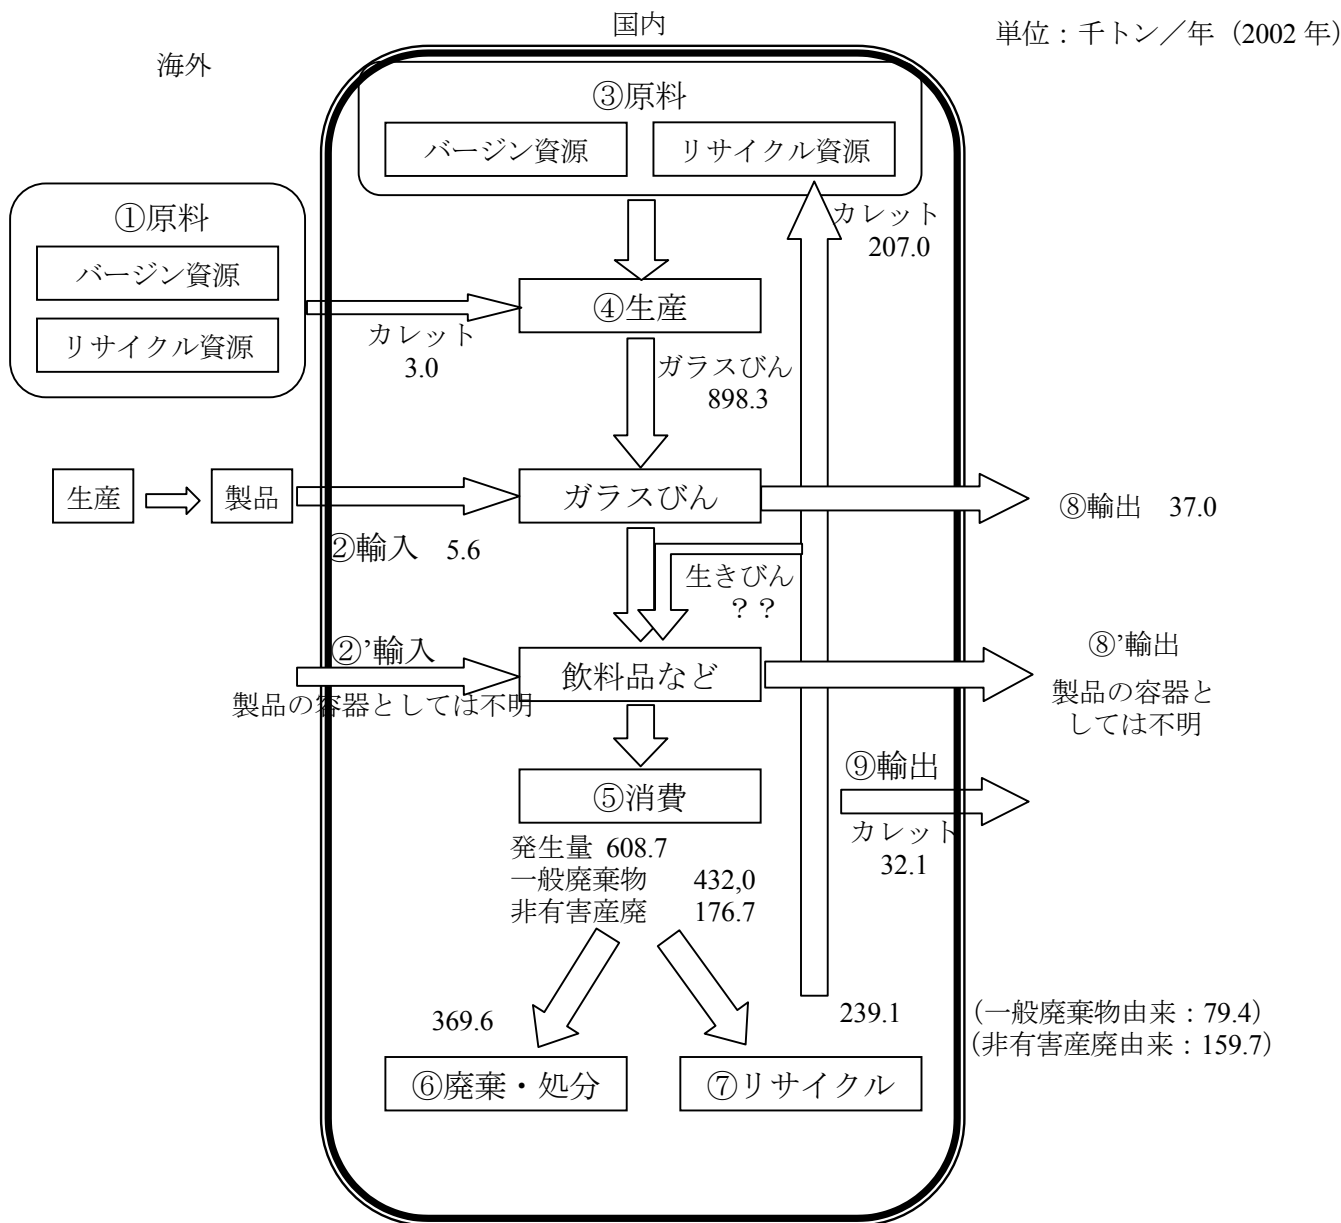 国内
単位：千トン／年（2002 年）
海外
③原料
バージン資源
リサイクル資源
①原料
バージン資源
リサイクル資源
カレット
207.0
カレット
3.0
④生産
ガラスびん
898.3
生産
製品
ガラスびん
②輸入 5.6
⑧輸出 37.0
生きびん
？？
②’輸入
製品の容器としては不明
飲料品など
⑧’輸出
製品の容器と
しては不明
⑤消費
⑨輸出
カレット
32.1
発生量 608.7
一般廃棄物 432,0
非有害産廃 176.7
369.6
239.1
（一般廃棄物由来：79.4）
（非有害産廃由来：159.7）
⑥廃棄・処分
⑦リサイクル